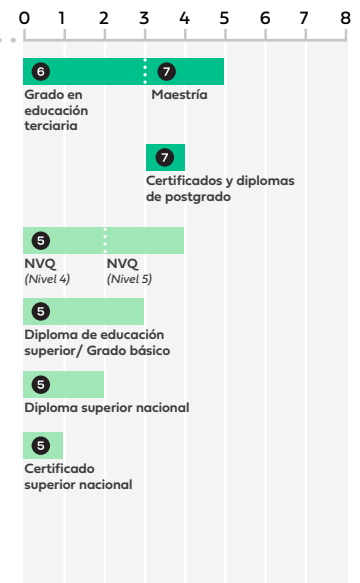 0 1 2 3 4 5 6 7 8
6 7
Grado en
educación
terciaria
Maestría
7
Certificados y diplomas
de postgrado
5
NVQ
(Nivel 4)
NVQ
(Nivel 5)
5
Diploma de educación
superior/ Grado básico
5
Diploma superior nacional
5
Certificado
superior nacional